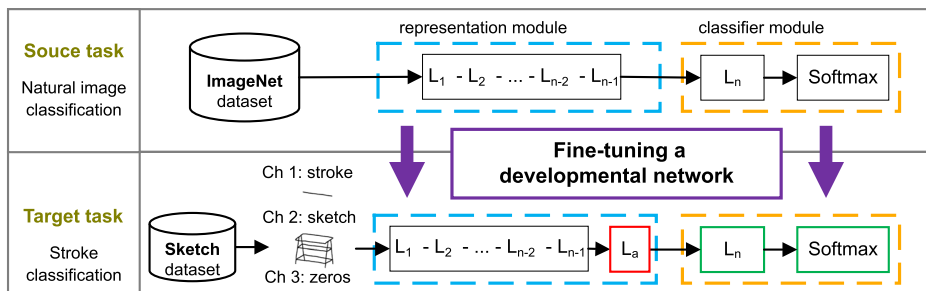 representation module
classifier module
Souce task
Natural image
classification
ImageNet
dataset
L1 - L2 - ... - Ln-2 - Ln-1
Ln
Softmax
Fine-tuning a
developmental network
Target task
Stroke
classification
Sketch
dataset
Ch 1: stroke
Ch 2: sketch
Ch 3: zeros
L1 - L2 - ... - Ln-2 - Ln-1
La
Ln
Softmax